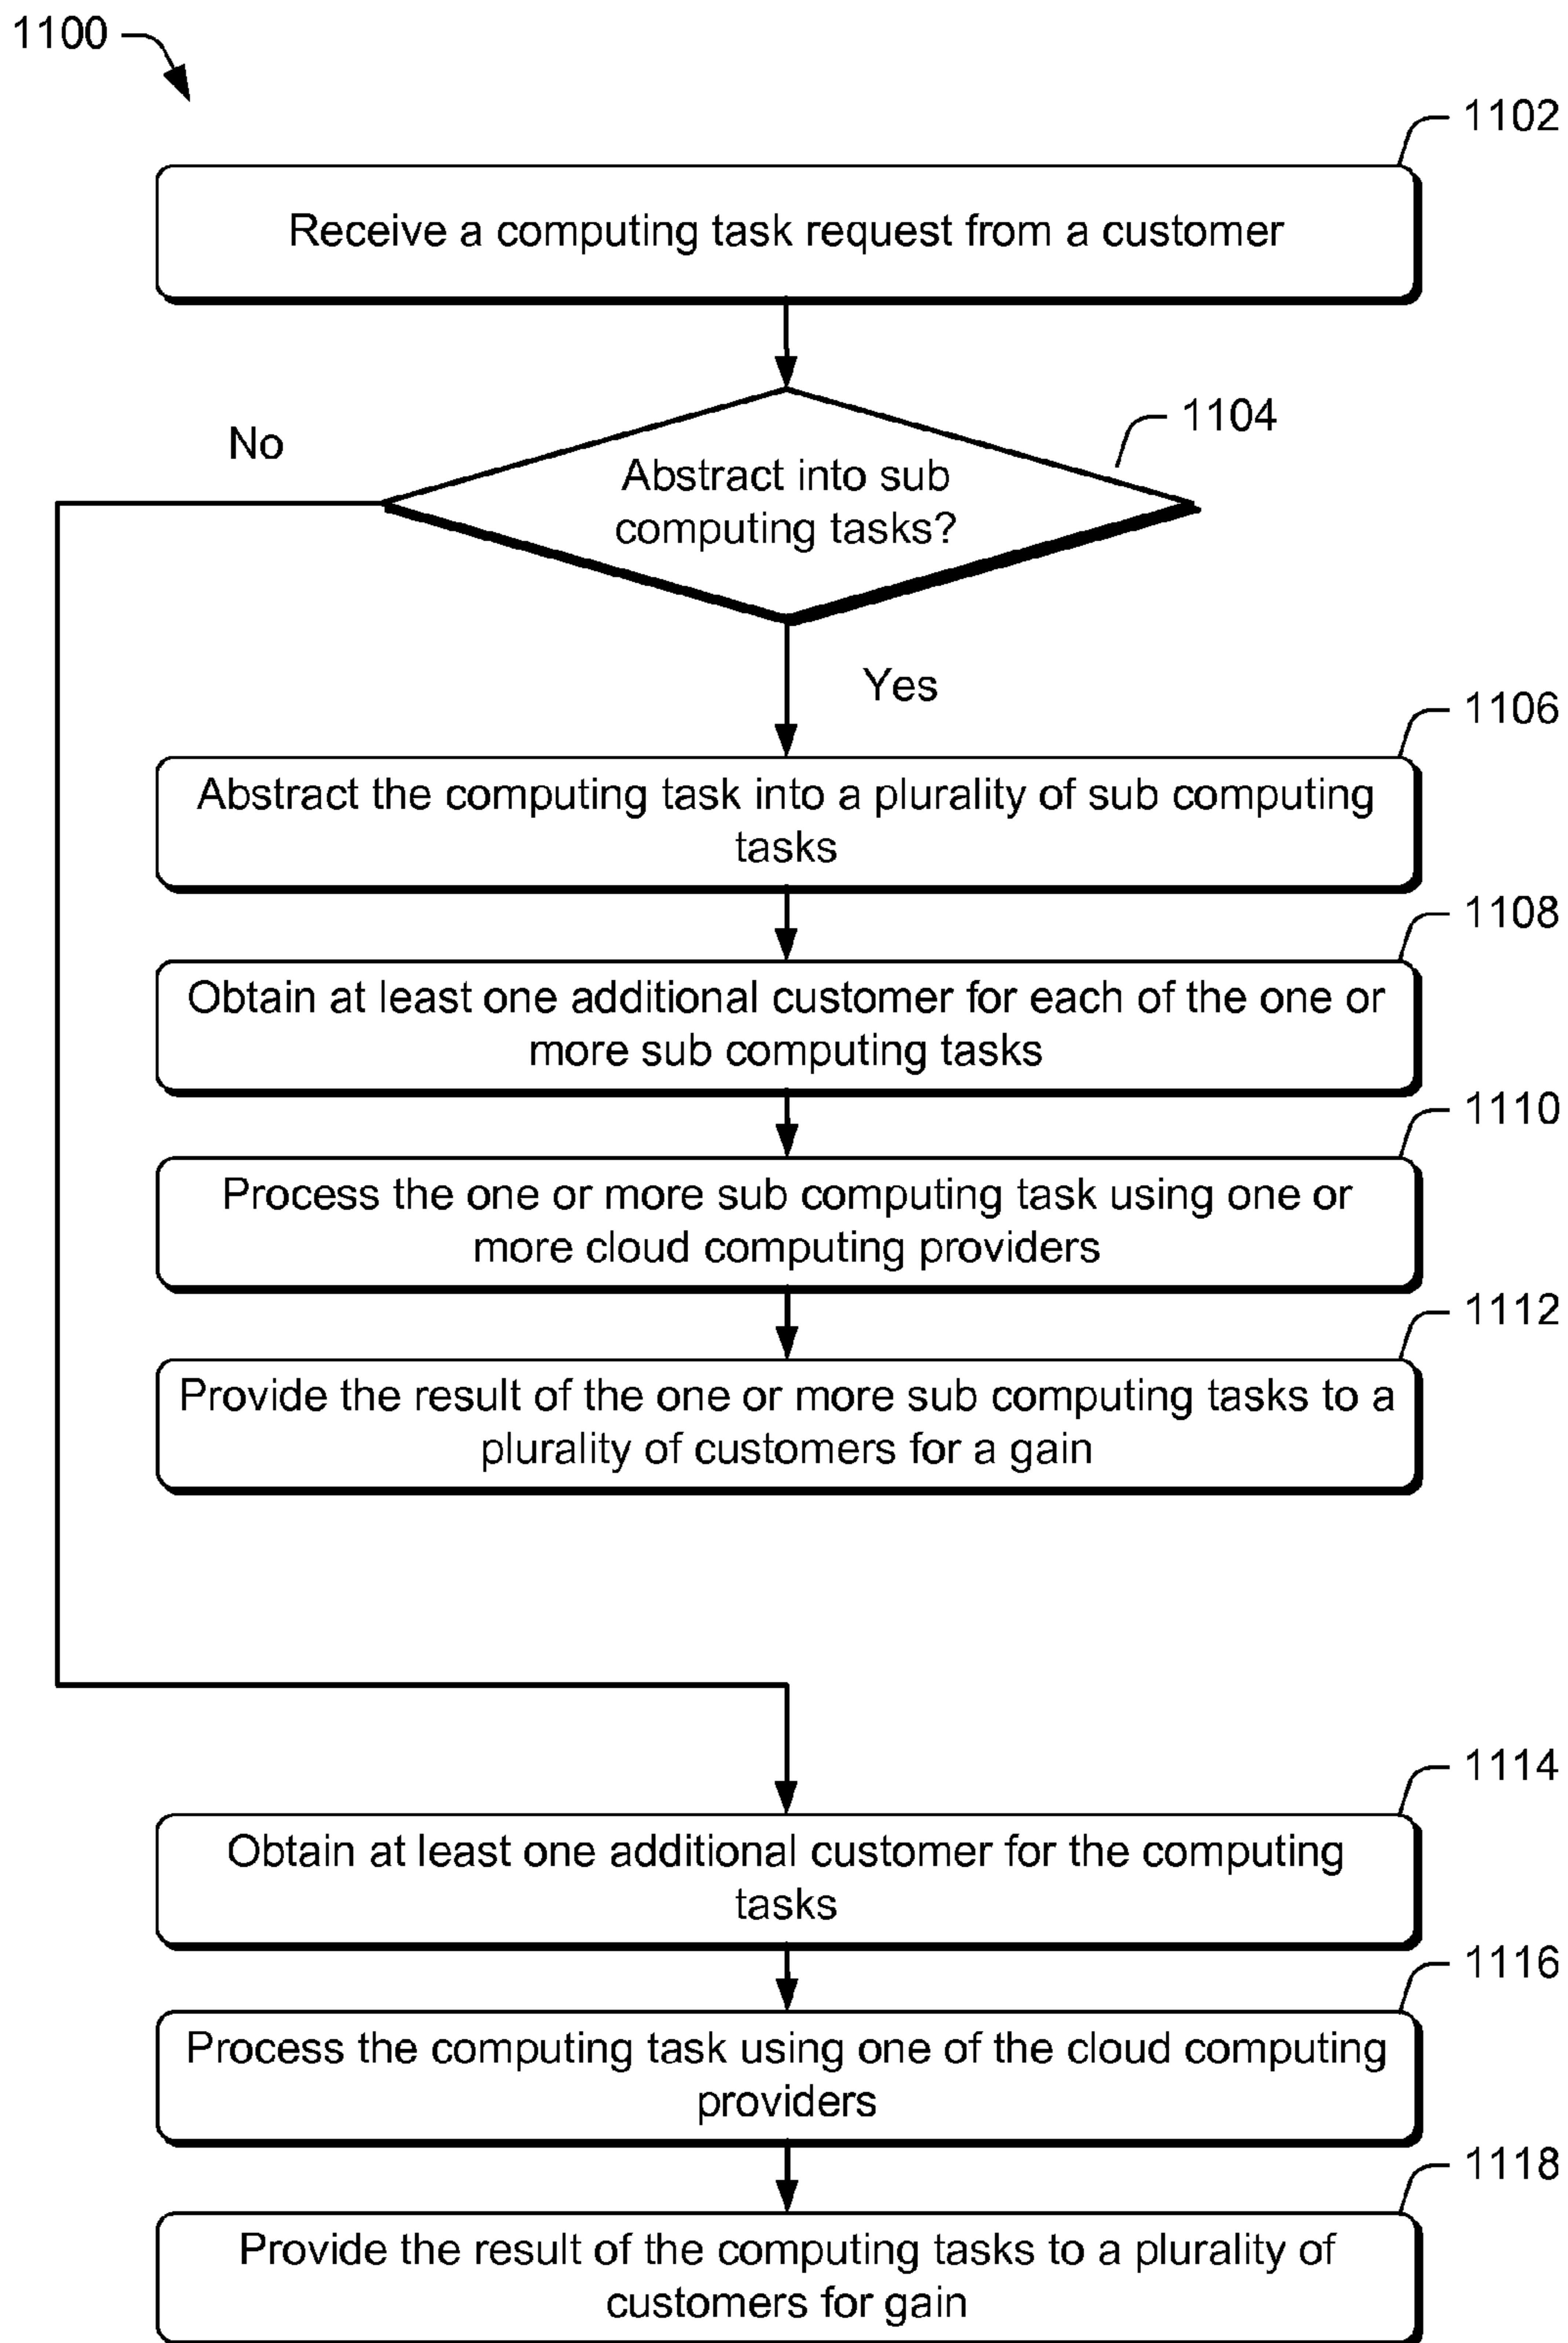 1100
1102
Receive a computing task request from a customer
1104
No
Abstract into sub
computing tasks?
Yes
1106
Abstract the computing task into a plurality of sub computing
tasks
1108
Obtain at least one additional customer for each of the one or
more sub computing tasks
1110
Process the one or more sub computing task using one or
more cloud computing providers
1112
Provide the result of the one or more sub computing tasks to a
plurality of customers for a gain
1114
Obtain at least one additional customer for the computing
tasks
1116
Process the computing task using one of the cloud computing
providers
1118
Provide the result of the computing tasks to a plurality of
customers for gain